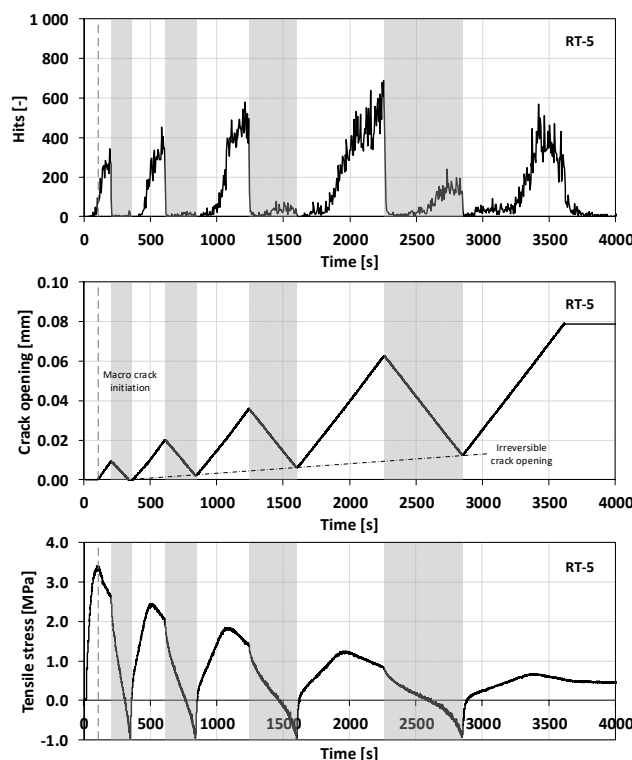 1 000
800
600
400
200
0
Hits [-]
RT-5
0 500 1000 1500 2000 2500 3000 3500 4000
Time [s]
0.10
0.08
0.06
0.04
0.02
0.00
Crack opening [mm]
RT-5
Macro crack
initiation
Irreversible
crack opening
0 500 1000 1500 2000 2500 3000 3500 4000
Time [s]
4.0
3.0
2.0
1.0
0.0
-1.0
Tensile stress [MPa]
RT-5
0 500 1000 1500 2000 2500 3000 3500 4000
Time [s]